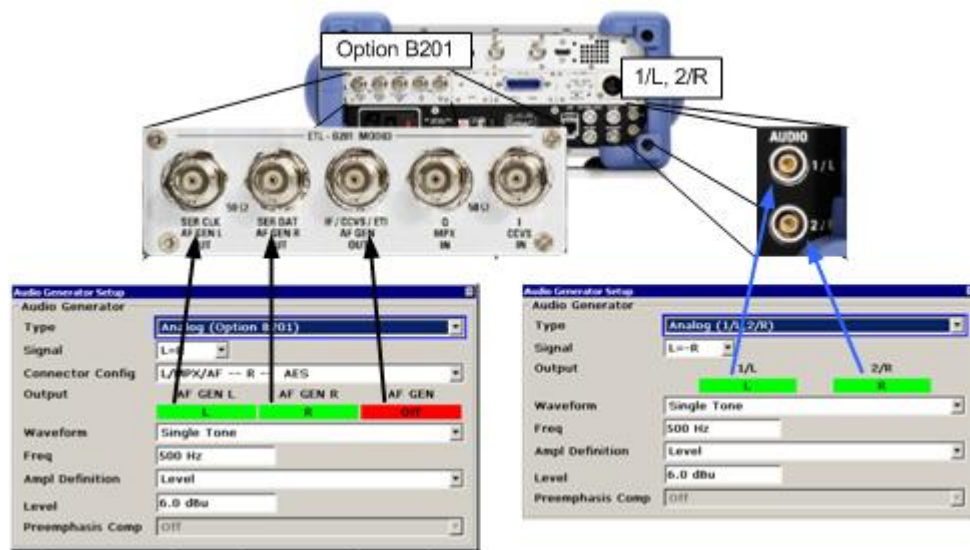 Option B201
1/L, 2/R
ETL - B201 MOD03
50 Ω
50 Ω
SER CLK
AF GEN L
OUT
SER DAT
AF GEN R
OUT
IF / CCVS / ETI
AF GEN
OUT
Q
MPX
IN
I
CCVS
IN
AUDIO
1/L
2/
Audio Generator Setup
Audio Generator
Type
Analog (Option B201)
Signal
Connector Config
L/MPX/AF -- R -- AES
Output
AF GEN L
AF GEN R
AF GEN
L
R
Off
Waveform
Single Tone
Freq
500 Hz
Ampl Definition
Level
Level
6.0 dBu
Preemphasis Comp
Off
Audio Generator Setup
Audio Generator
Type
Analog (1/L,2/R)
Signal
L=-R
Output
1/L
2/R
L
R
Waveform
Single Tone
Freq
500 Hz
Ampl Definition
Level
Level
6.0 dBu
Preemphasis Comp
Off